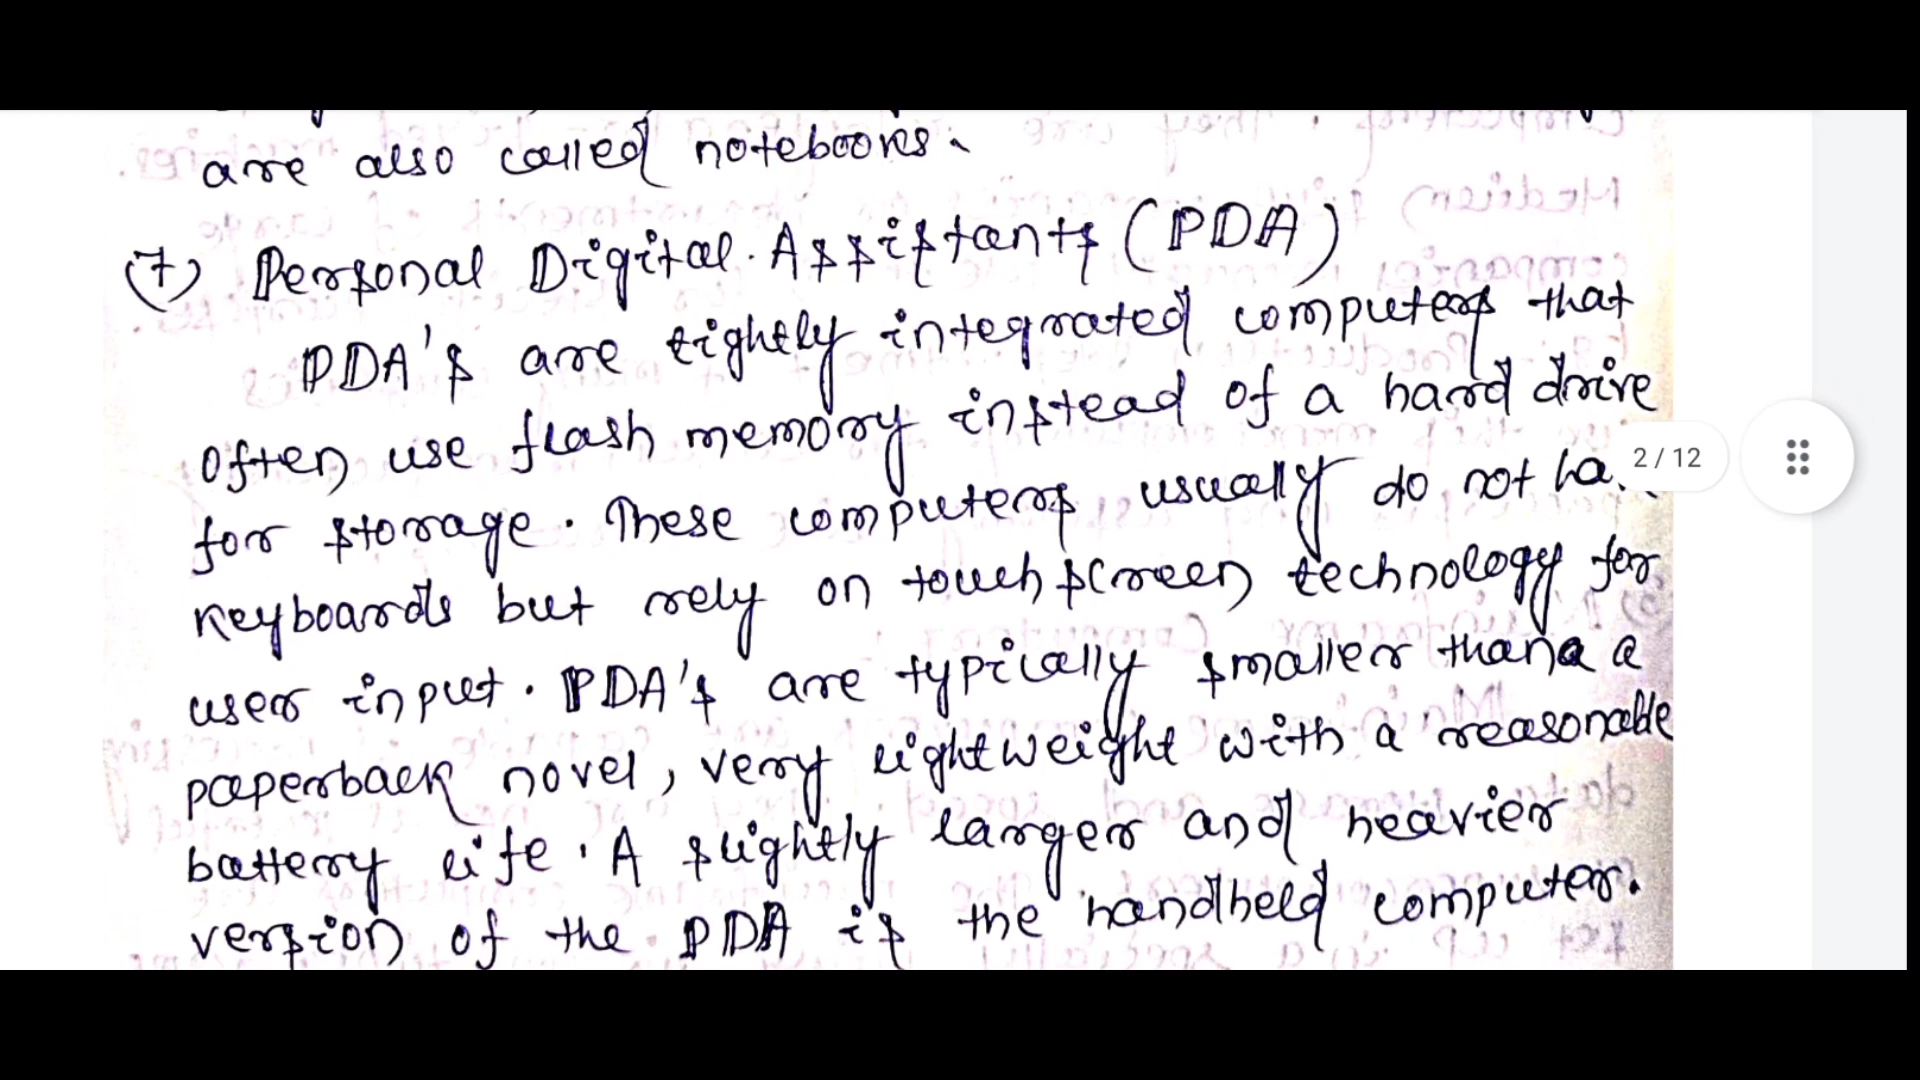 are also called notebooks.
(7) Personal Digital. Assistants (PDA)
PDA's are tightly integrated computers that
often use flash memory instead of a hard drive
for storage. These computers usually do not
2/12
keyboards but rely on touch screen technology for
user input. PDA's are typically smaller than a
paperback novel, very lightweight with a reasonable
battery life. A slightly larger and heavier
version of the PDA is the handheld computer.